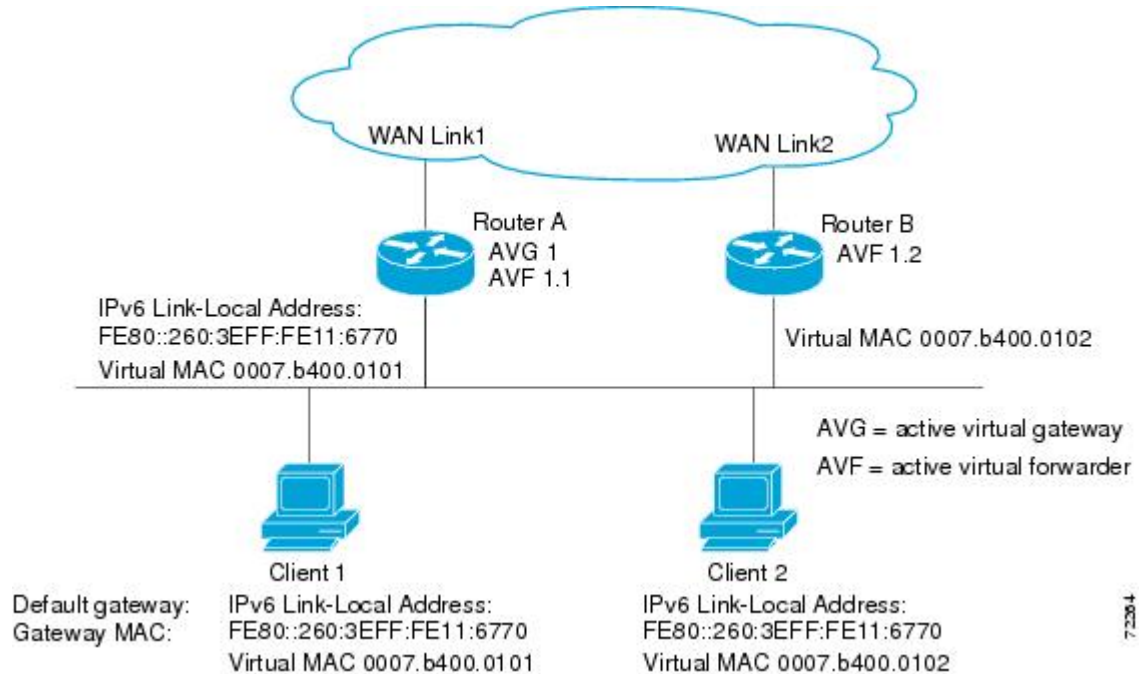 WAN Link1
WAN Link2
Router A
AVG 1
AVF 1.1
Router B
AVF 1.2
IPv6 Link-Local Address:
FE80::260:3EFF:FE11:6770
Virtual MAC 0007.b400.0101
Virtual MAC 0007.b400.0102
AVG = active virtual gateway
AVF = active virtual forwarder
Client 1
Client 2
Default gateway:
Gateway MAC:
IPv6 Link-Local Address:
FE80::260:3EFF:FE11:6770
Virtual MAC 0007.b400.0101
IPv6 Link-Local Address:
FE80::260:3EFF:FE11:6770
Virtual MAC 0007.b400.0102
72264